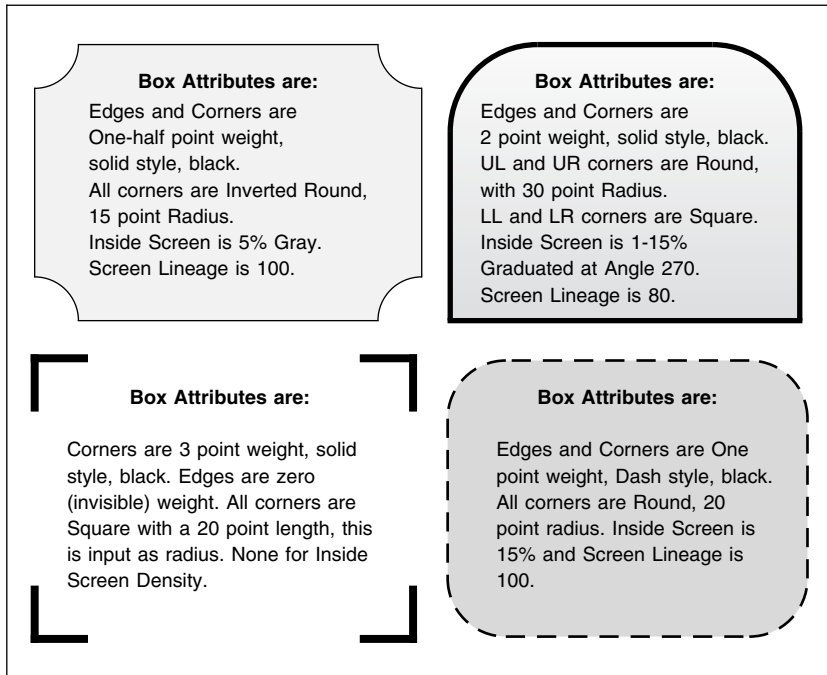 Box Attributes are:
Edges and Corners are
One-half point weight,
solid style, black.
All corners are Inverted Round,
15 point Radius.
Inside Screen is 5% Gray.
Screen Lineage is 100.
Box Attributes are:
Edges and Corners are
2 point weight, solid style, black.
UL and UR corners are Round,
with 30 point Radius.
LL and LR corners are Square.
Inside Screen is 1-15%
Graduated at Angle 270.
Screen Lineage is 80.
Box Attributes are:
Corners are 3 point weight, solid
style, black. Edges are zero
(invisible) weight. All corners are
Square with a 20 point length, this
is input as radius. None for Inside
Screen Density.
Box Attributes are:
Edges and Corners are One
point weight, Dash style, black.
All corners are Round, 20
point radius. Inside Screen is
15% and Screen Lineage is
100.